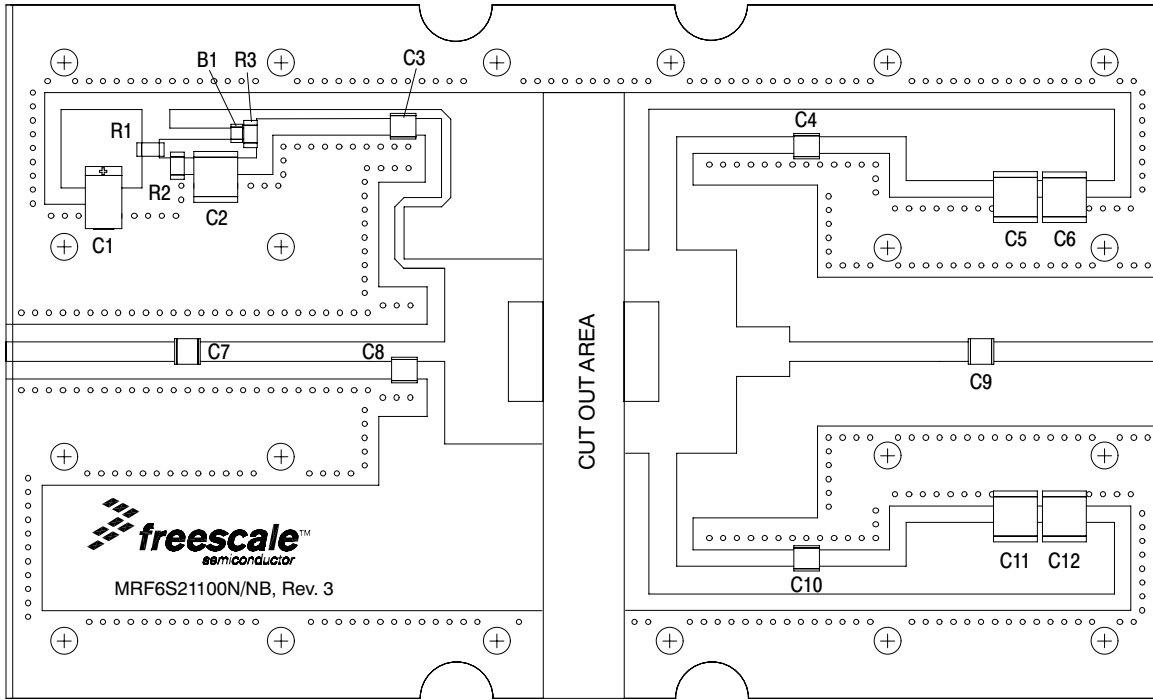 B1 R3 C3
C4
R1
R2
C2
C1
C5 C6
C7
C8
C9
CUT OUT AREA
freescale™
semiconductor
MRF6S21100N/NB, Rev. 3
C10
C11 C12